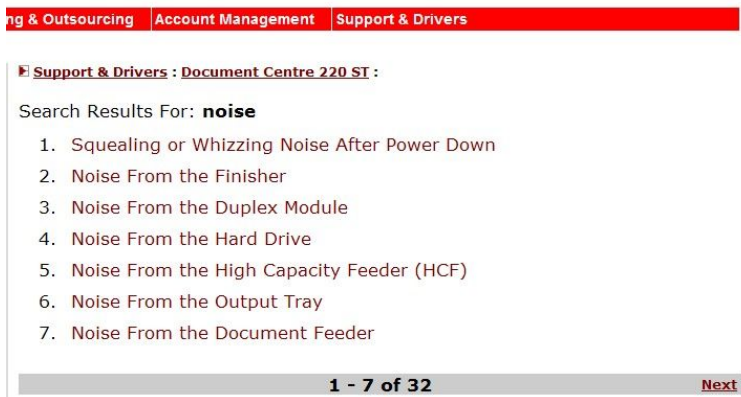 ng & Outsourcing Account Management Support & Drivers
Support & Drivers : Document Centre 220 ST :
Search Results For: noise
1. Squealing or Whizzing Noise After Power Down
2. Noise From the Finisher
3. Noise From the Duplex Module
4. Noise From the Hard Drive
5. Noise From the High Capacity Feeder (HCF)
6. Noise From the Output Tray
7. Noise From the Document Feeder
1 - 7 of 32 Next